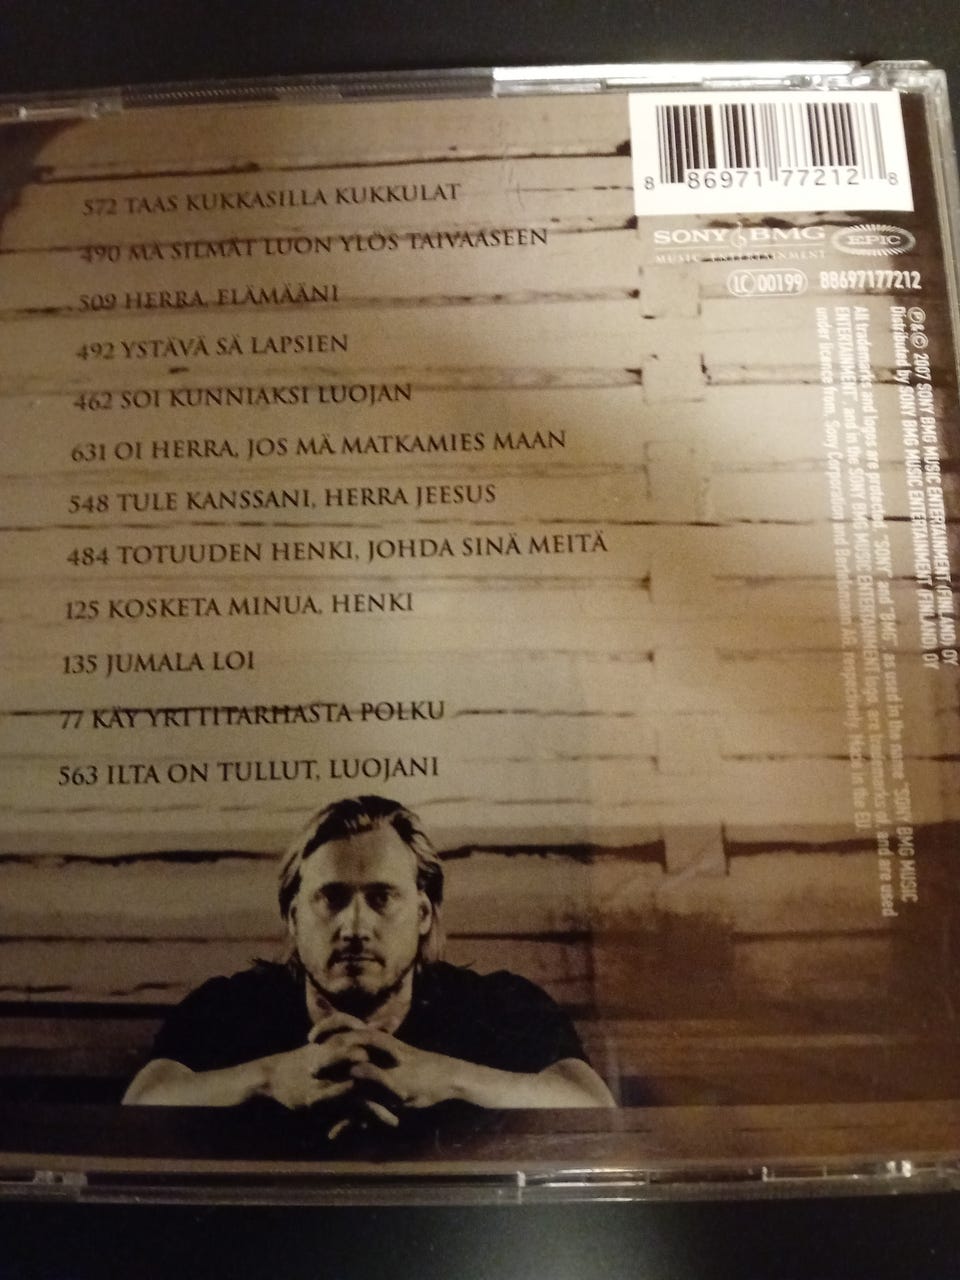 572 TAAS KUKKASILLA KUKKULAT
490 MÄ SILMÄT LUON YLÖS TAIVAASEEN
509 HERRA, ELÄMÄÄNI
492 YSTÄVÄ SÄ LAPSIEN
462 SOI KUNNIAKSI LUOJAN
631 OI HERRA, JOS MÄ MATKAMIES MAAN
548 TULE KANSSANI, HERRA JEESUS
484 TOTUUDEN HENKI, JOHDA SINÄ MEITÄ
125 KOSKETA MINUA, HENKI
135 JUMALA LOI
77 KÄY YRTTITARHASTA POLKU
563 ILTA ON TULLUT, LUOJANI
8 86971 77212 8
SONY BMG
MUSIC ENTERTAINMENT
EPIC
LC 00199 88697177212
℗&© 2007 SONY BMG MUSIC ENTERTAINMENT (FINLAND) OY
Distributed by SONY BMG MUSIC ENTERTAINMENT (FINLAND) OY
All trademarks and logos are protected. "SONY" and "BMG", as used in the name "SONY BMG MUSIC
ENTERTAINMENT", and in the SONY BMG MUSIC ENTERTAINMENT logo, are trademarks of, and are used
under licence from, Sony Corporation and Bertelsmann AG, respectively. Made in the EU.